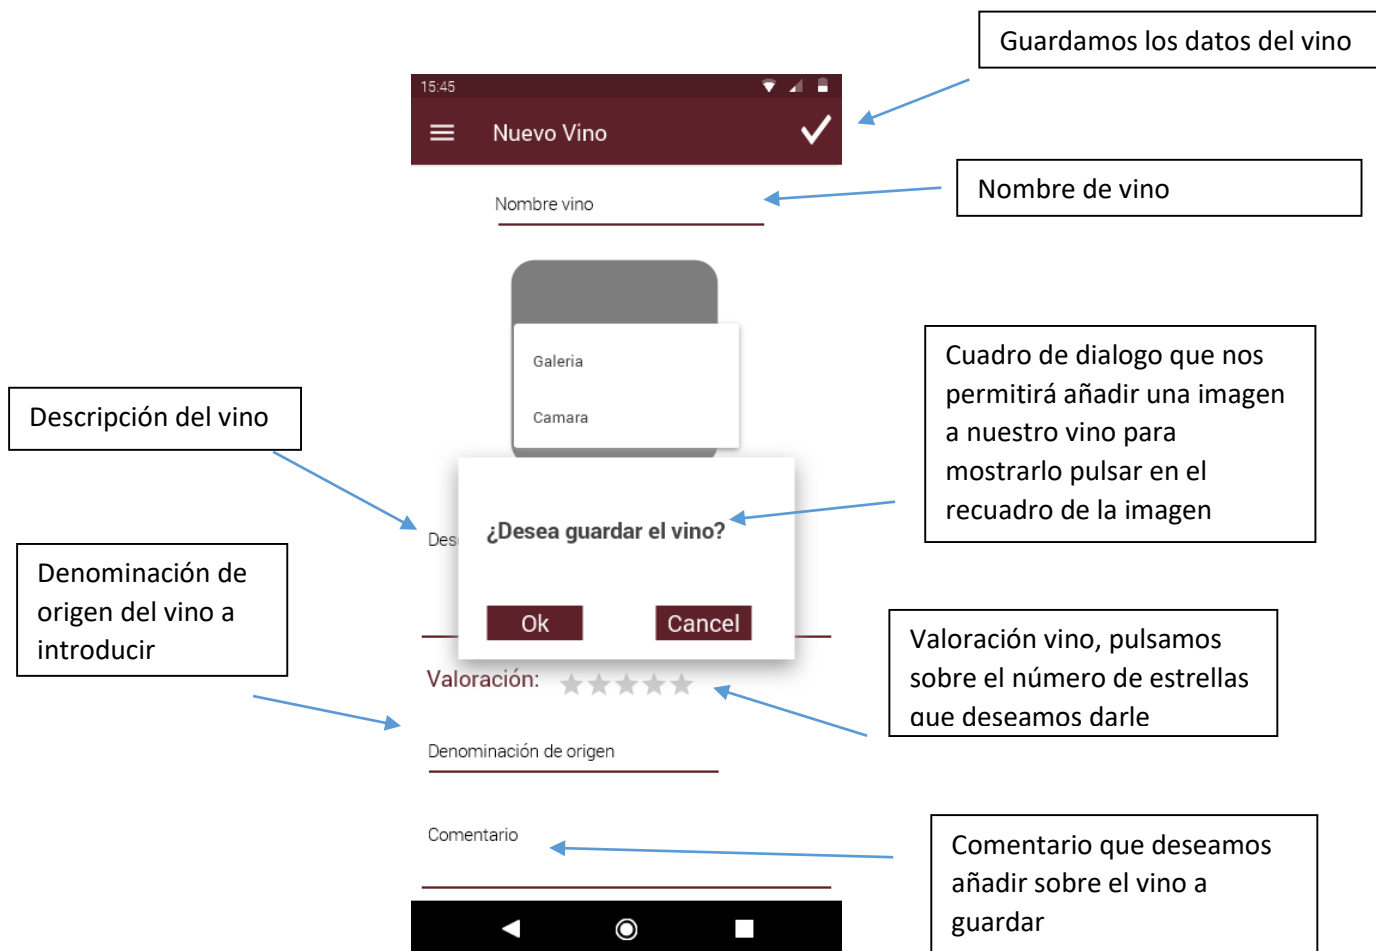 Guardamos los datos del vino
15:45
Nuevo Vino
Nombre vino
Nombre de vino
Galeria
Camara
Cuadro de dialogo que nos
permitirá añadir una imagen
a nuestro vino para
mostrarlo pulsar en el
recuadro de la imagen
Descripción del vino
Des
¿Desea guardar el vino?
Ok
Cancel
Denominación de
origen del vino a
introducir
Valoración:
Valoración vino, pulsamos
sobre el número de estrellas
que deseamos darle
Denominación de origen
Comentario
Comentario que deseamos
añadir sobre el vino a
guardar